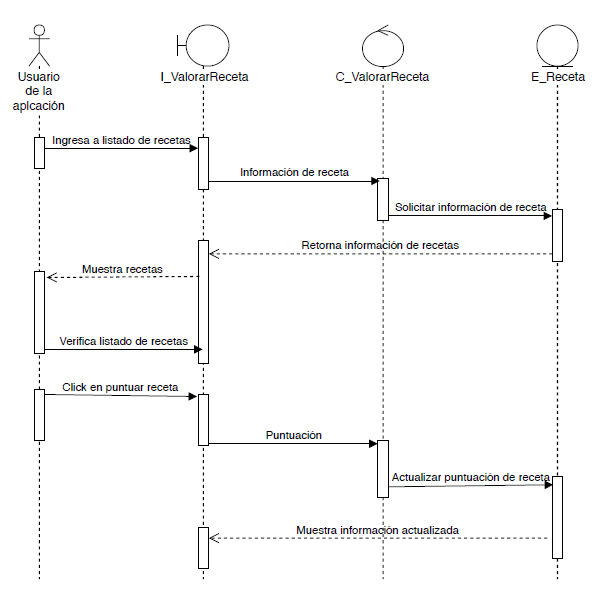 Usuario
de la
aplcación
I_ValorarReceta
C_ValorarReceta
E_Receta
Ingresa a listado de recetas
Información de receta
Solicitar información de receta
Retorna información de recetas
Muestra recetas
Verifica listado de recetas
Click en puntuar receta
Puntuación
Actualizar puntuación de receta
Muestra información actualizada